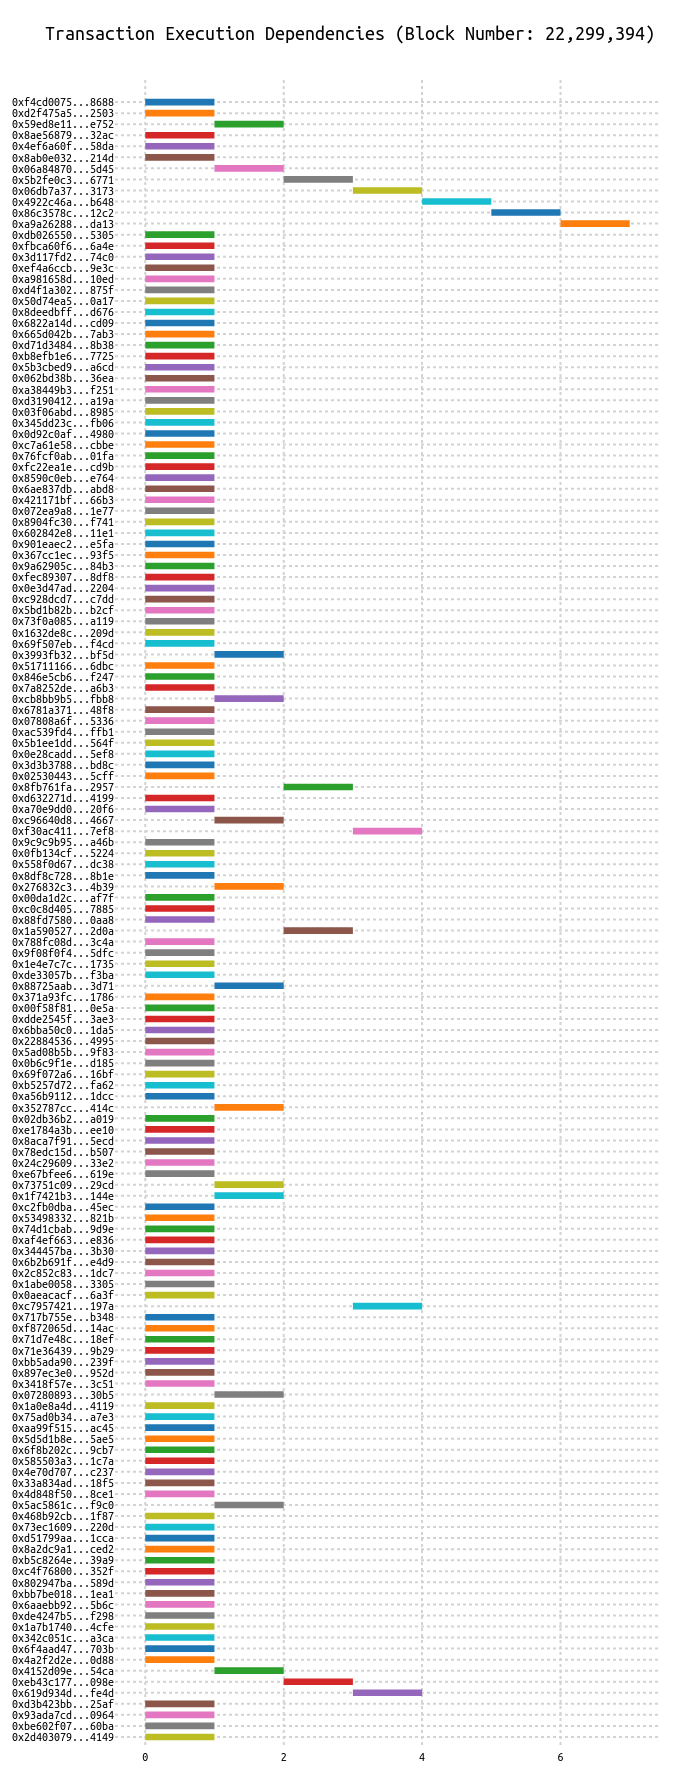 Transaction Execution Dependencies (Block Number: 22,299,394)
0xf4cd0075...8688
0xd2f475a5...2503
0x59ed8e11...e752
0x8ae56879...32ac
0x4ef6a60f...58da
0x8ab0e032...214d
0x06a84870...5d45
0x5b2fe0c3...6771
0x06db7a37...3173
0x4922c46a...b648
0x86c3578c...12c2
0xa9a26288...da13
0xdb026550...5305
0xfbca60f6...6a4e
0x3d117fd2...74c0
0xef4a6ccb...9e3c
0xa981658d...10ed
0xd4f1a302...875f
0x50d74ea5...0a17
0x8deedbff...d676
0x6822a14d...cd09
0x665d042b...7ab3
0xd71d3484...8b38
0xb8efb1e6...7725
0x5b3cbed9...a6cd
0x062bd38b...36ea
0xa38449b3...f251
0xd3190412...a19a
0x03f06abd...8985
0x345dd23c...fb06
0x0d92c0af...4980
0xc7a61e58...cbbe
0x76fcf0ab...01fa
0xfc22ea1e...cd9b
0x8590c0eb...e764
0x6ae837db...abd8
0x421171bf...66b3
0x072ea9a8...1e77
0x8904fc30...f741
0x602842e8...11e1
0x901eaec2...e5fa
0x367cc1ec...93f5
0x9a62905c...84b3
0xfec89307...8df8
0x0e3d47ad...2204
0xc928dcd7...c7dd
0x5bd1b82b...b2cf
0x73f0a085...a119
0x1632de8c...209d
0x69f507eb...f4cd
0x3993fb32...bf5d
0x51711166...6dbc
0x846e5cb6...f247
0x7a8252de...a6b3
0xcb8bb9b5...fbb8
0x6781a371...48f8
0x07808a6f...5336
0xac539fd4...ffb1
0x5b1ee1dd...564f
0x0e28cadd...5ef8
0x3d3b3788...bd8c
0x02530443...5cff
0x8fb761fa...2957
0xd632271d...4199
0xa70e9dd0...20f6
0xc96640d8...4667
0xf30ac411...7ef8
0x9c9c9b95...a46b
0x0fb134cf...5224
0x558f0d67...dc38
0x8df8c728...8b1e
0x276832c3...4b39
0x00da1d2c...af7f
0xc0c8d405...7885
0x88fd7580...0aa8
0x1a590527...2d0a
0x788fc08d...3c4a
0x9f08f0f4...5dfc
0x1e4e7c7c...1735
0xde33057b...f3ba
0x88725aab...3d71
0x371a93fc...1786
0x00f58f81...0e5a
0xdde2545f...3ae3
0x6bba50c0...1da5
0x22884536...4995
0x5ad08b5b...9f83
0x0b6c9f1e...d185
0x69f072a6...16bf
0xb5257d72...fa62
0xa56b9112...1dcc
0x352787cc...414c
0x02db36b2...a019
0xe1784a3b...ee10
0x8aca7f91...5ecd
0x78edc15d...b507
0x24c29609...33e2
0xe67bfee6...619e
0x73751c09...29cd
0x1f7421b3...144e
0xc2fb0dba...45ec
0x53498332...821b
0x74d1cbab...9d9e
0xaf4ef663...e836
0x344457ba...3b30
0x6b2b691f...e4d9
0x2c852c83...1dc7
0x1abe0058...3305
0x0aeacacf...6a3f
0xc7957421...197a
0x717b755e...b348
0xf872065d...14ac
0x71d7e48c...18ef
0x71e36439...9b29
0xbb5ada90...239f
0x897ec3e0...952d
0x3418f57e...3c51
0x07280893...30b5
0x1a0e8a4d...4119
0x75ad0b34...a7e3
0xaa99f515...ac45
0x5d5d1b8e...5ae5
0x6f8b202c...9cb7
0x585503a3...1c7a
0x4e70d707...c237
0x33a834ad...18f5
0x4d848f50...8ce1
0x5ac5861c...f9c0
0x468b92cb...1f87
0x73ec1609...220d
0xd51799aa...1cca
0x8a2dc9a1...ced2
0xb5c8264e...39a9
0xc4f76800...352f
0x802947ba...589d
0xbb7be018...1ea1
0x6aaebb92...5b6c
0xde4247b5...f298
0x1a7b1740...4cfe
0x342c051c...a3ca
0x6f4aad47...703b
0x4a2f2d2e...0d88
0x4152d09e...54ca
0xeb43c177...098e
0x619d934d...fe4d
0xd3b423bb...25af
0x93ada7cd...0964
0xbe602f07...60ba
0x2d403079...4149
0 2 4 6